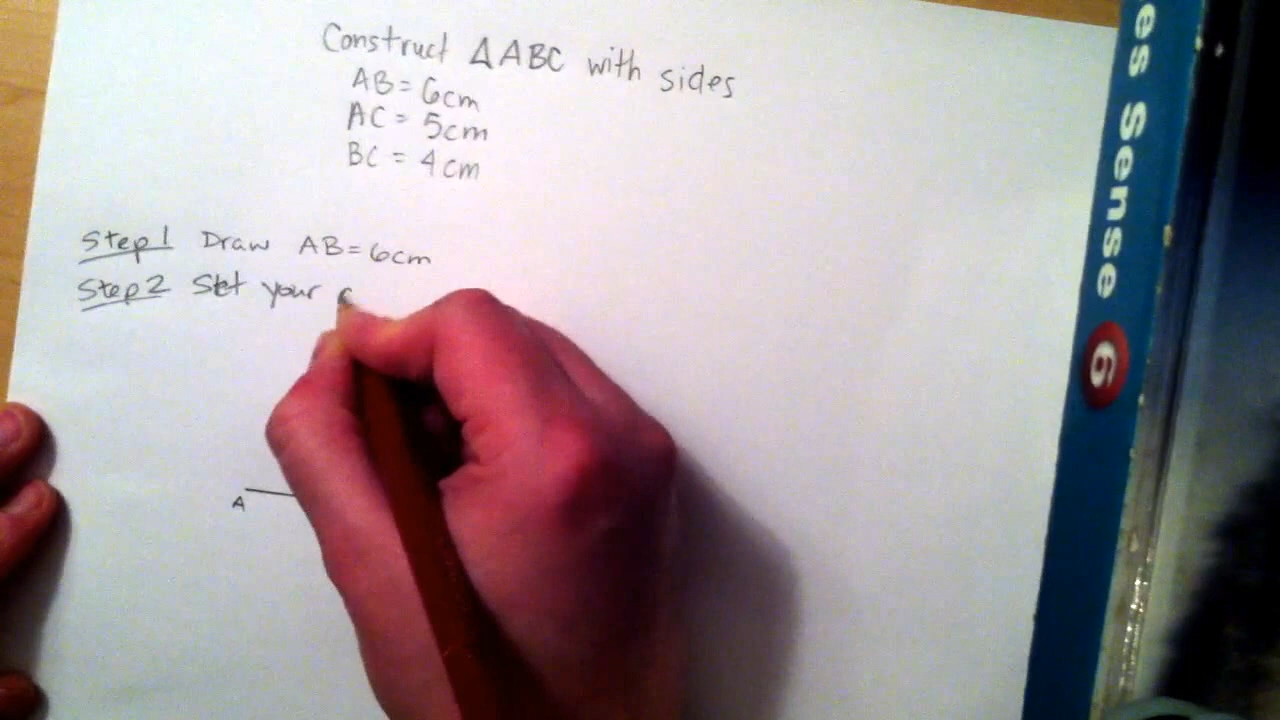 Construct ΔABC with sides
AB = 6cm
AC = 5cm
BC = 4cm
Step 1 Draw AB = 6cm
Step 2 Set your
A
es Sense 6